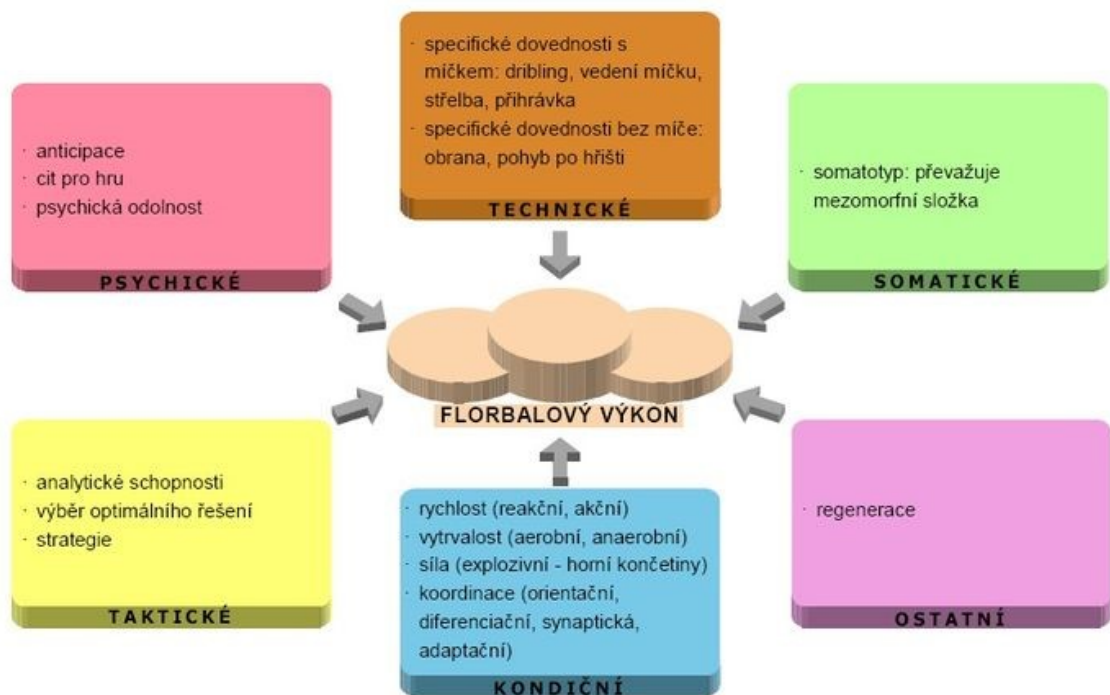 · specifické dovednosti s
míčkem: dribling, vedení míčku,
střelba, přihrávka
· specifické dovednosti bez míče:
obrana, pohyb po hřišti
TECHNICKÉ
· anticipace
· cit pro hru
· psychická odolnost
PSYCHICKÉ
· somatotyp: převažuje
mezomorfní složka
SOMATICKÉ
FLORBALOVÝ VÝKON
· analytické schopnosti
· výběr optimálního řešení
· strategie
TAKTICKÉ
· rychlost (reakční, akční)
· vytrvalost (aerobní, anaerobní)
· síla (explozivní - horní končetiny)
· koordinace (orientační,
diferenciační, synaptická,
adaptační)
KONDIČNÍ
· regenerace
OSTATNÍ